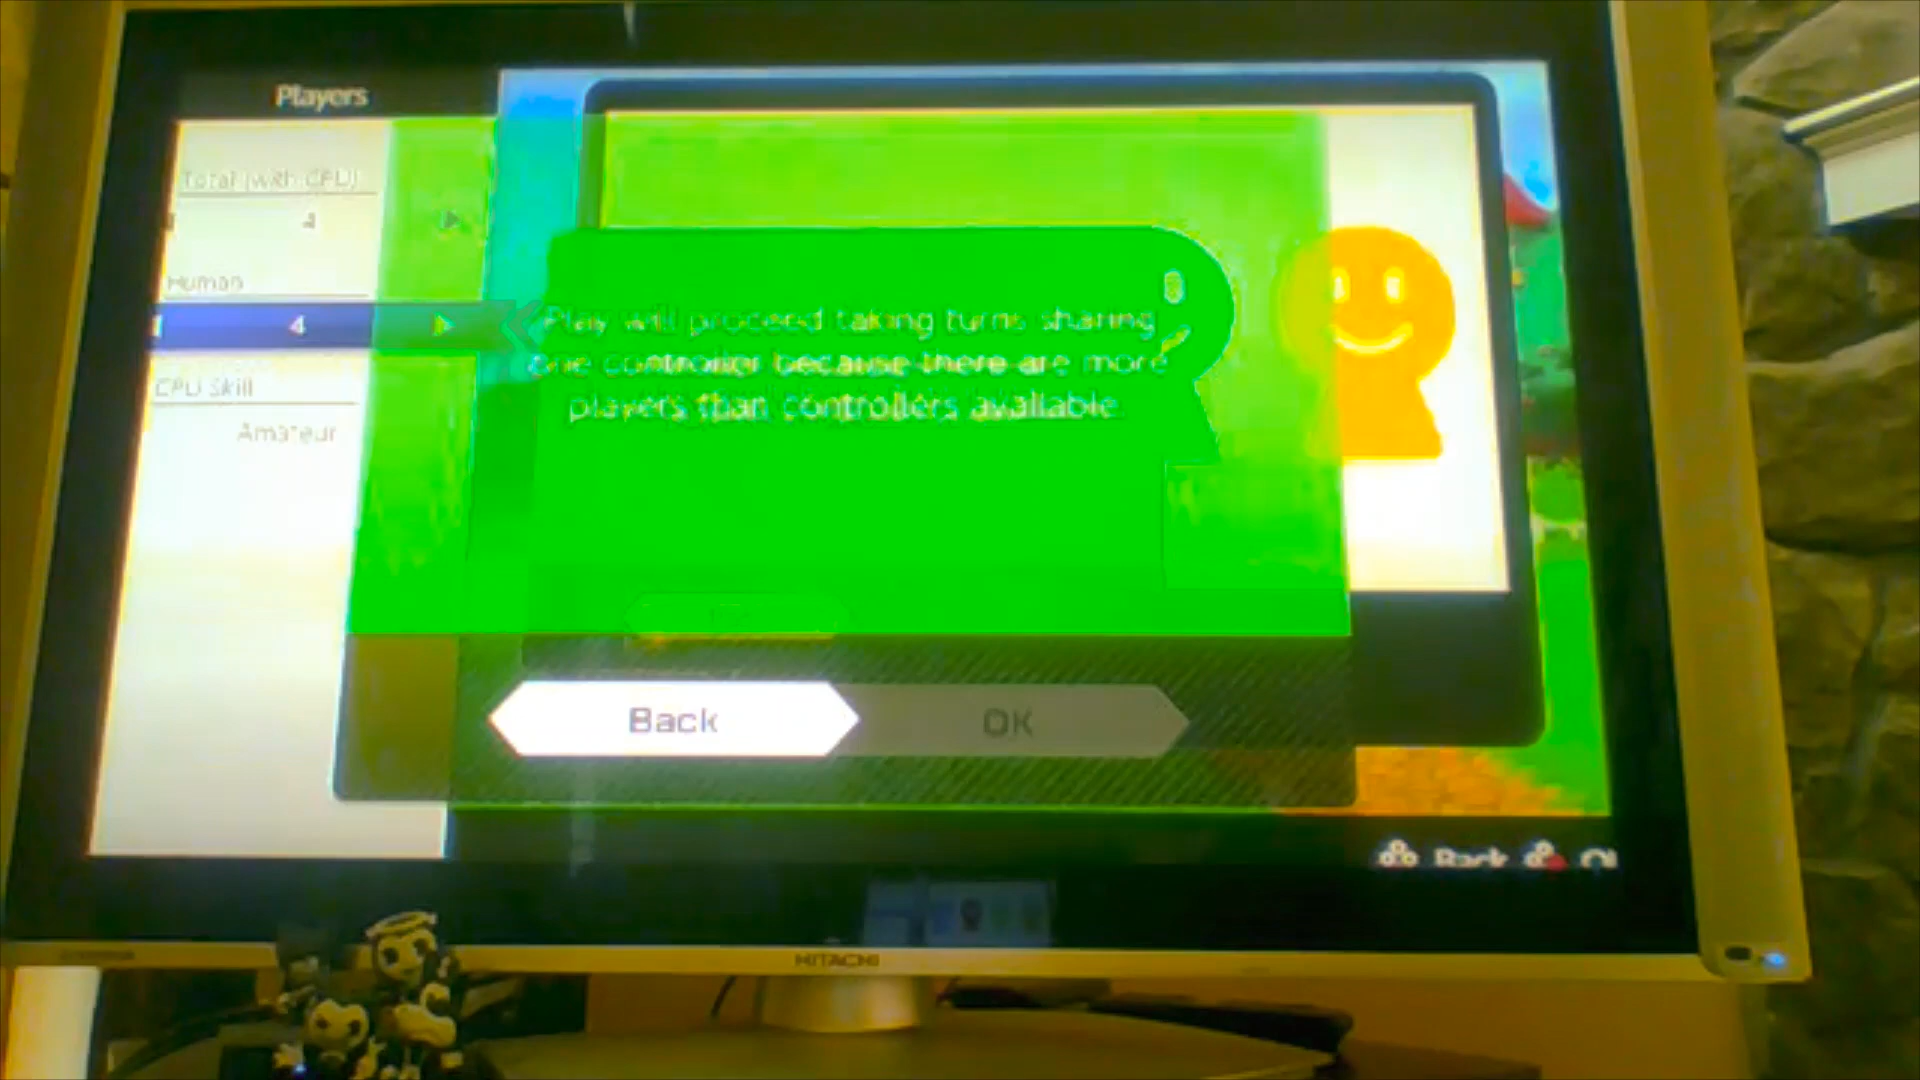 Players
Total (with CPU)
4
Human
4
CPU Skill
Amateur
Play will proceed taking turns sharing
one controller because there are more
players than controllers available.
Back
OK
Back
HITACHI